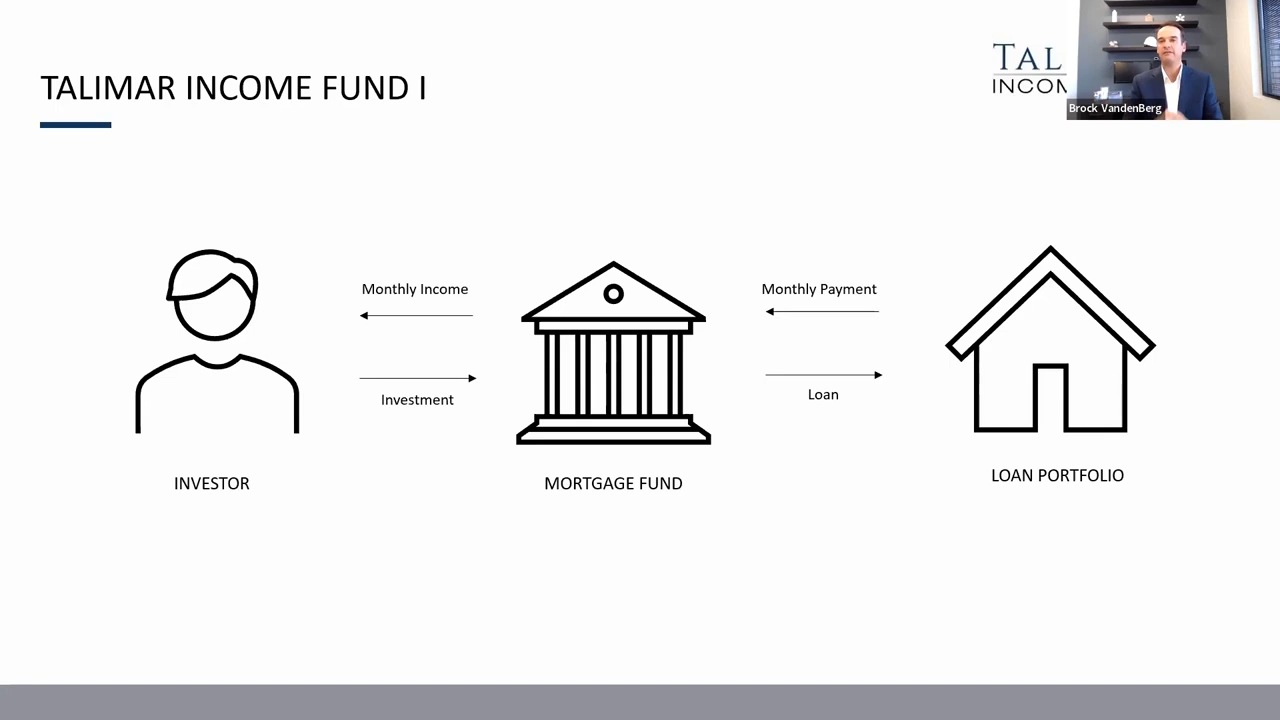 TALIMAR INCOME FUND I
TAL
INCOM
Brock VandenBerg
Monthly Income
Monthly Payment
Investment
Loan
INVESTOR
MORTGAGE FUND
LOAN PORTFOLIO